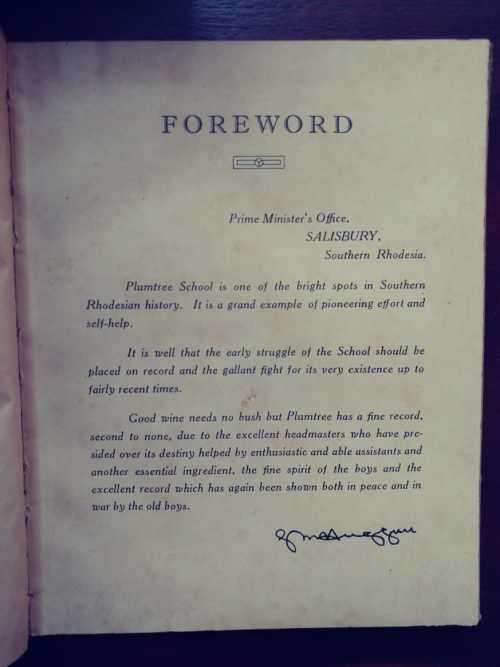 FOREWORD
Prime Minister's Office,
SALISBURY,
Southern Rhodesia.
Plumtree School is one of the bright spots in Southern
Rhodesian history. It is a grand example of pioneering effort and
self-help.
It is well that the early struggle of the School should be
placed on record and the gallant fight for its very existence up to
fairly recent times.
Good wine needs no bush but Plumtree has a fine record,
second to none, due to the excellent headmasters who have pre-
sided over its destiny helped by enthusiastic and able assistants and
another essential ingredient, the fine spirit of the boys and the
excellent record which has again been shown both in peace and in
war by the old boys.